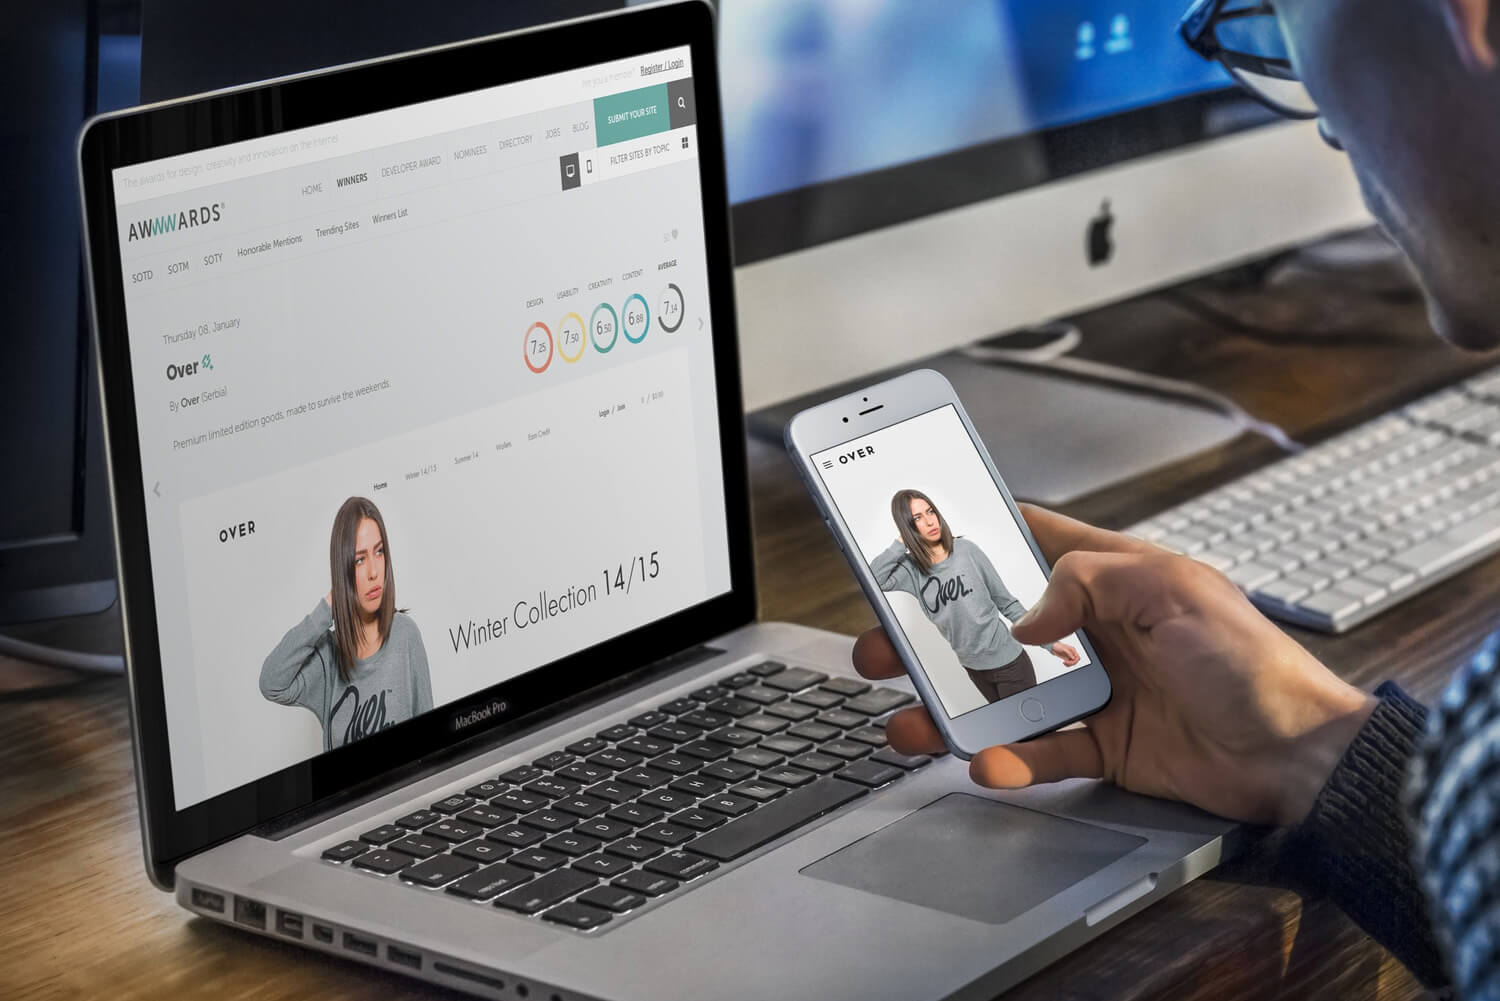 The awards for design, creativity and innovation on the Internet
Are you a member? Register / Login
AWWWARDS®
HOME WINNERS DEVELOPER AWARD NOMINEES DIRECTORY JOBS BLOG SUBMIT YOUR SITE
SOTD SOTM SOTY Honorable Mentions Trending Sites Winners List
FILTER SITES BY TOPIC
50
Thursday 08, January
DESIGN USABILITY CREATIVITY CONTENT AVERAGE
7.25 7.50 6.50 6.88 7.14
Over
By Over (Serbia)
Premium limited edition goods, made to survive the weekends.
Home Winter 14/15 Summer 14 Wallets Earn Credit Login / Join 0 / $0.00
OVER
Winter Collection 14/15
Over.™
MacBook Pro
OVER
Over.™